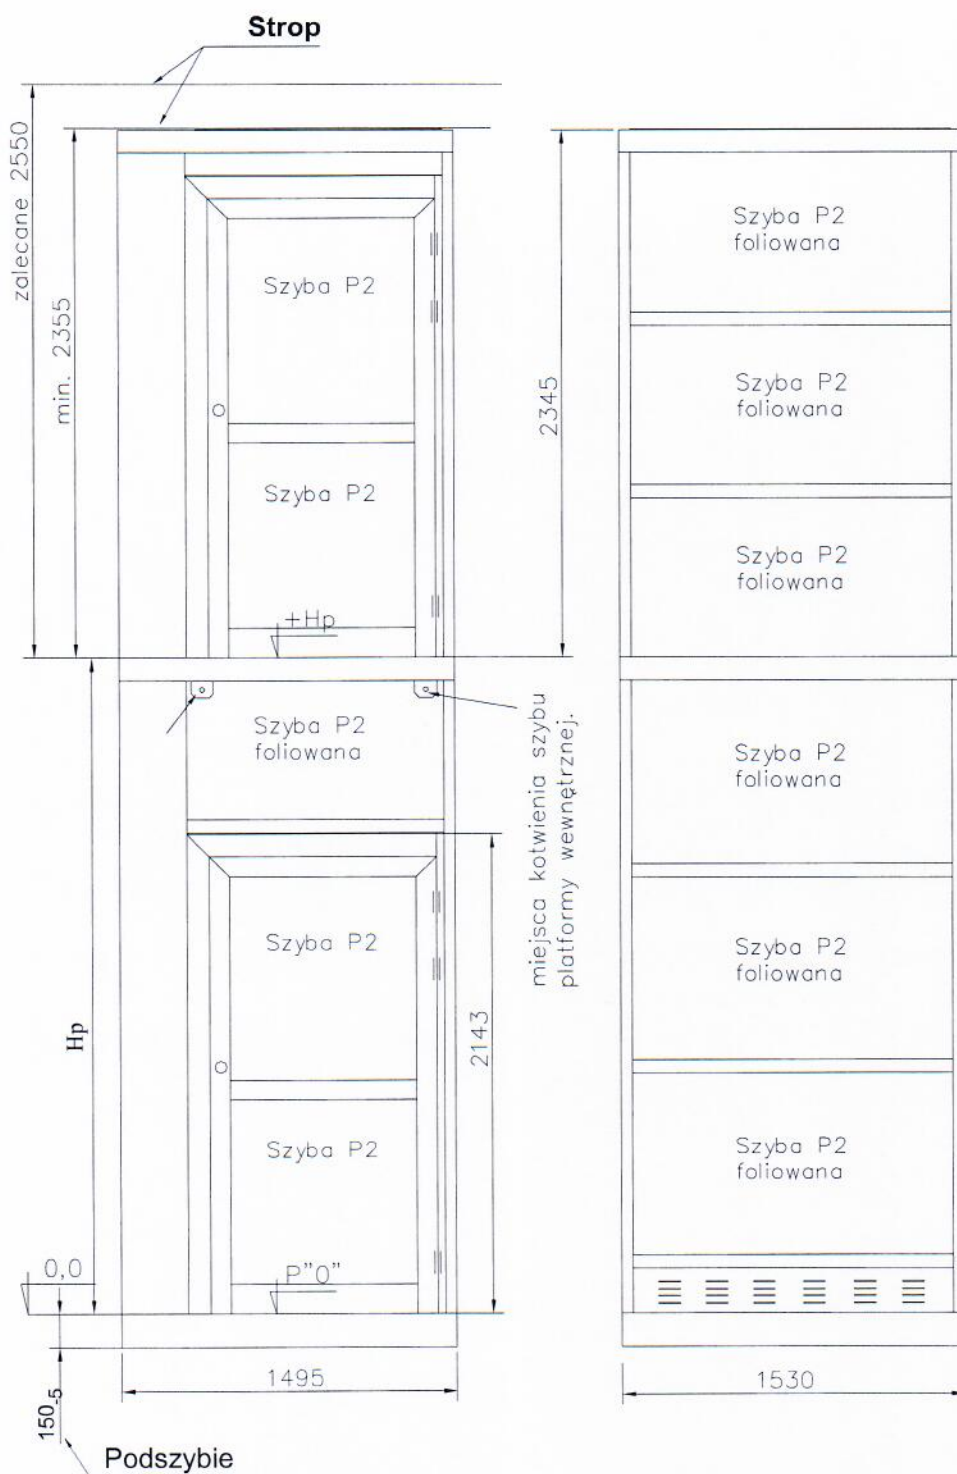 Strop
zalecane 2550
min. 2355
Szyba P2
Szyba P2
+Hp
Szyba P2
foliowana
miejsca kotwienia szybu
platformy wewnętrznej.
Hp
Szyba P2
2143
Szyba P2
0,0
P"0"
1495
150-5
Podszybie
2345
Szyba P2
foliowana
Szyba P2
foliowana
Szyba P2
foliowana
Szyba P2
foliowana
Szyba P2
foliowana
Szyba P2
foliowana
1530